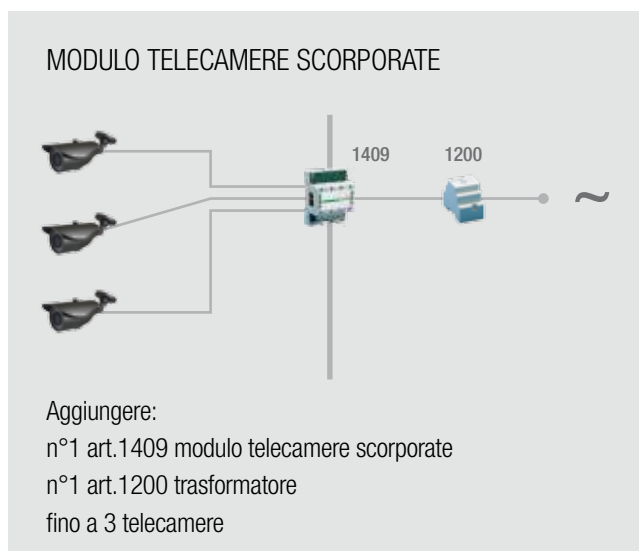 MODULO TELECAMERE SCORPORATE
1409 1200
~
Aggiungere:
n°1 art.1409 modulo telecamere scorporate
n°1 art.1200 trasformatore
fino a 3 telecamere